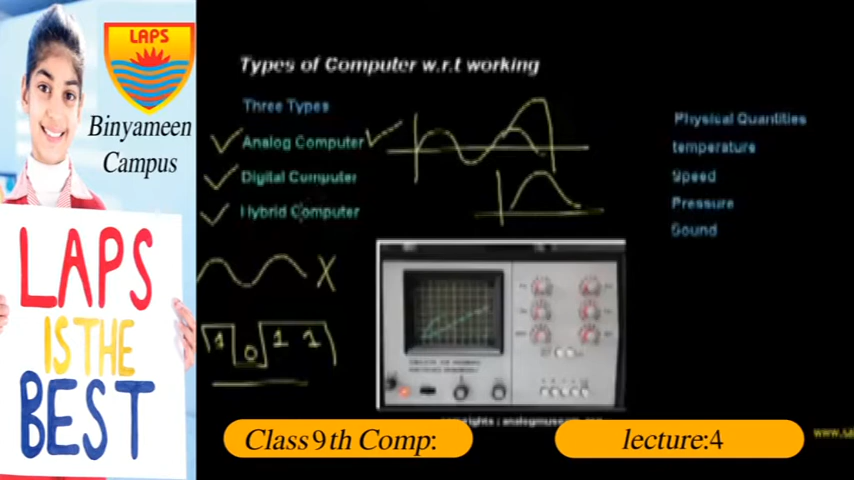 LAPS
Binyameen
Campus
LAPS
IS THE
BEST
Types of Computer w.r.t working
Three Types
Analog Computer
Digital Computer
Hybrid Computer
1 0 1 1
Physical Quantities
temperature
Speed
Pressure
Sound
Class 9th Comp:
lecture:4